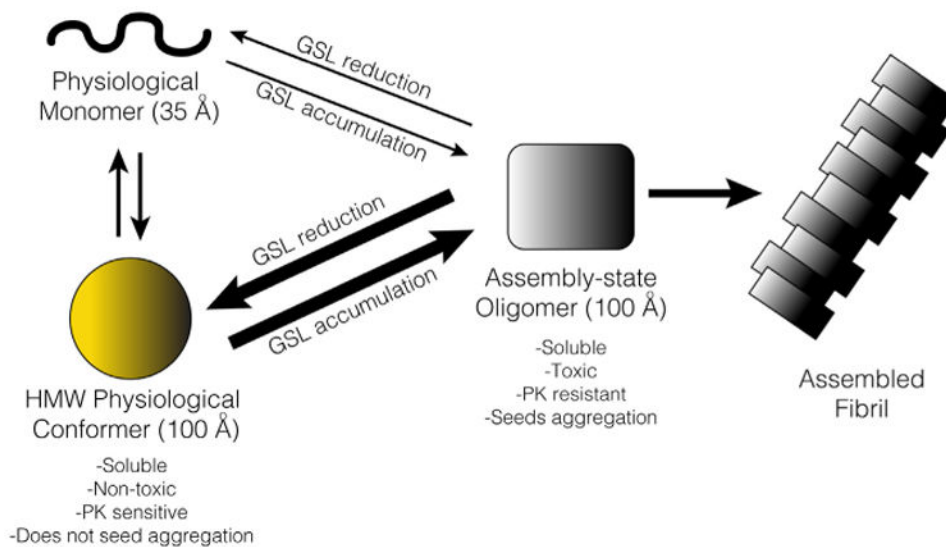 Physiological
Monomer (35 Å)
GSL reduction
GSL accumulation
GSL reduction
GSL accumulation
HMW Physiological
Conformer (100 Å)
-Soluble
-Non-toxic
-PK sensitive
-Does not seed aggregation
Assembly-state
Oligomer (100 Å)
-Soluble
-Toxic
-PK resistant
-Seeds aggregation
Assembled
Fibril